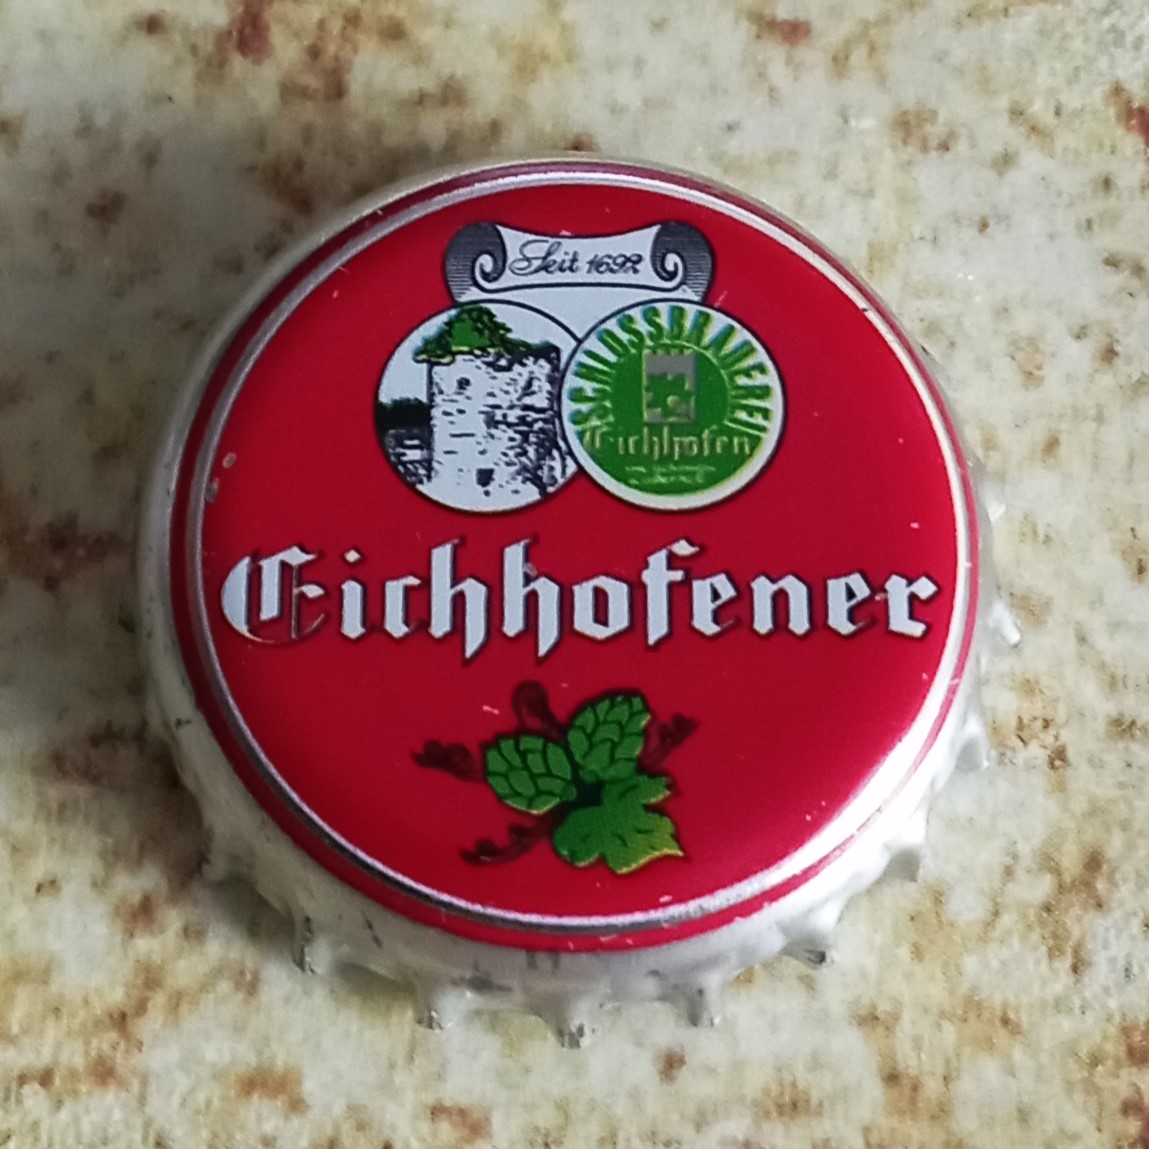 Seit 1692
SCHLOSSBRAUEREI
Eichhofen
Eichhofener